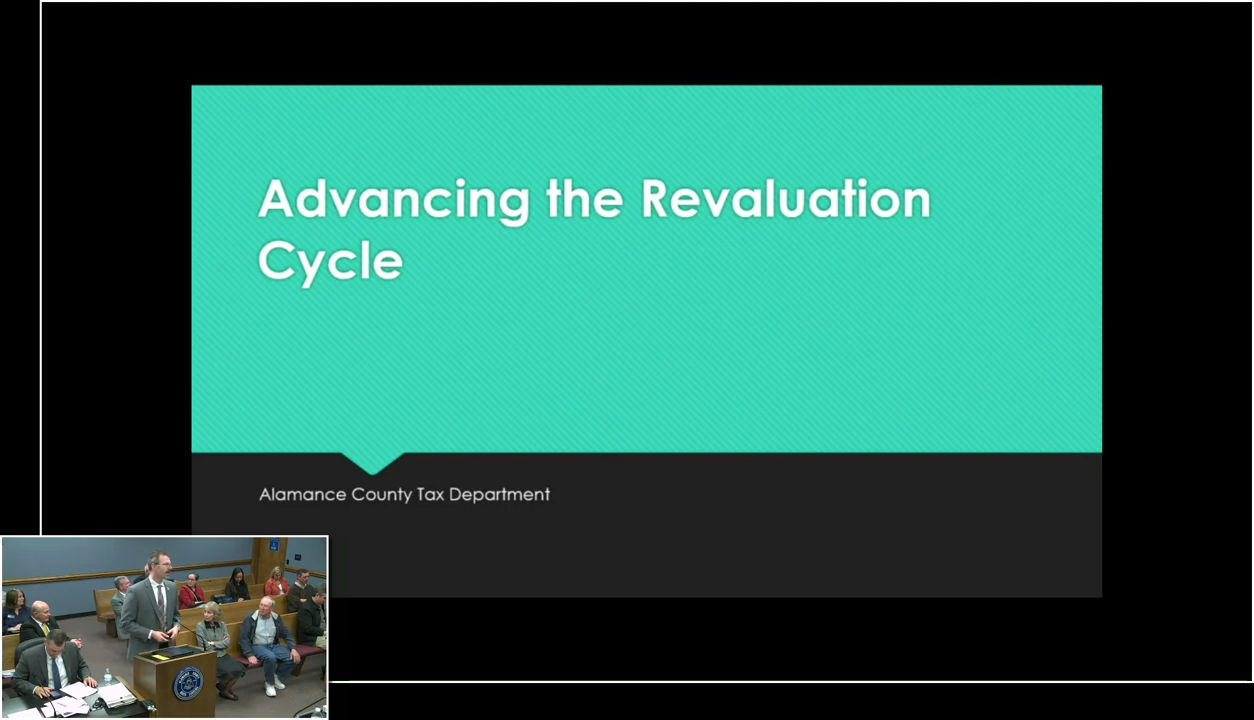 Advancing the Revaluation
Cycle
Alamance County Tax Department